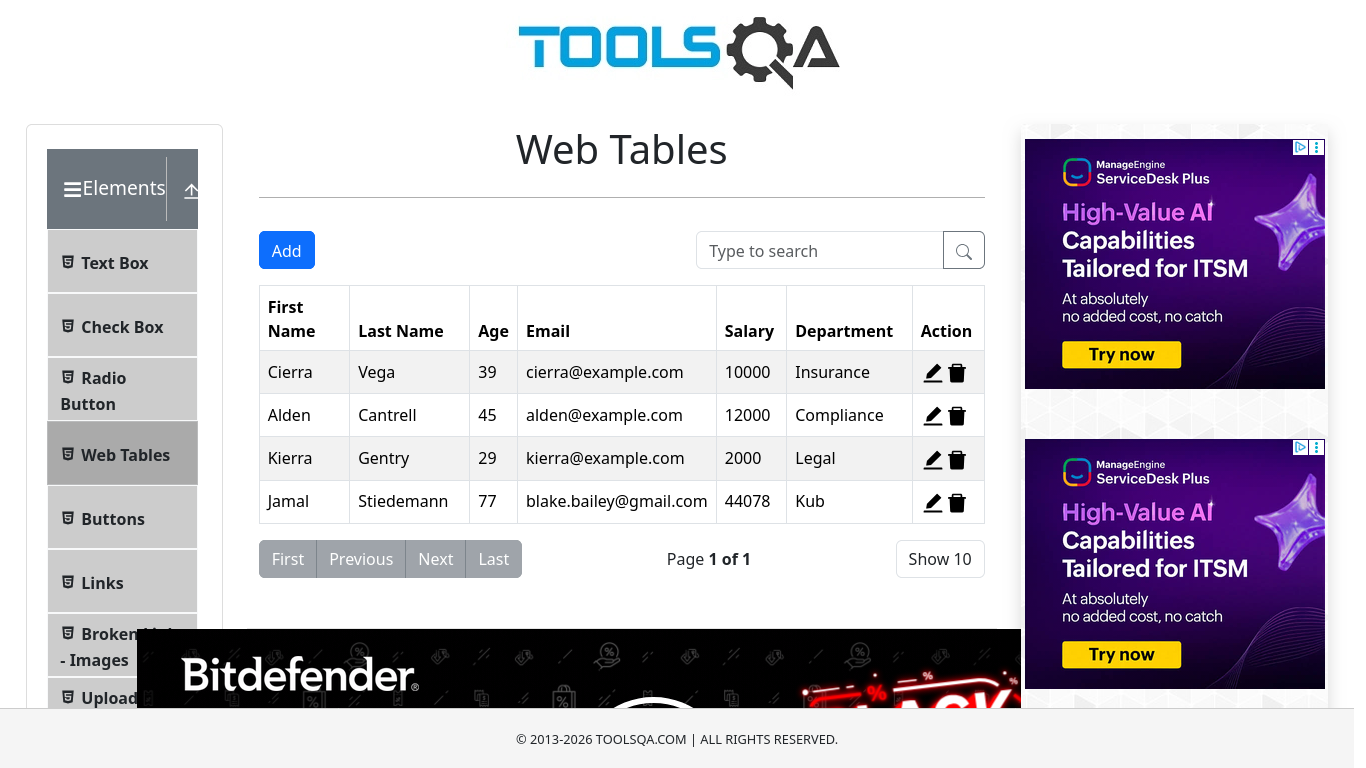 TOOLSQA
Elements
Text Box
Check Box
Radio
Button
Web Tables
Buttons
Links
Broken
- Images
Upload
Web Tables
Add
Type to search
First Name Last Name Age Email Salary Department Action
Cierra Vega 39 cierra@example.com 10000 Insurance
Alden Cantrell 45 alden@example.com 12000 Compliance
Kierra Gentry 29 kierra@example.com 2000 Legal
Jamal Stiedemann 77 blake.bailey@gmail.com 44078 Kub
First Previous Next Last Page 1 of 1 Show 10
Bitdefender®
ManageEngine
ServiceDesk Plus
High-Value AI
Capabilities
Tailored for ITSM
At absolutely
no added cost, no catch
Try now
ManageEngine
ServiceDesk Plus
High-Value AI
Capabilities
Tailored for ITSM
At absolutely
no added cost, no catch
Try now
© 2013-2026 TOOLSQA.COM | ALL RIGHTS RESERVED.